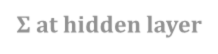 Σ at hidden layer